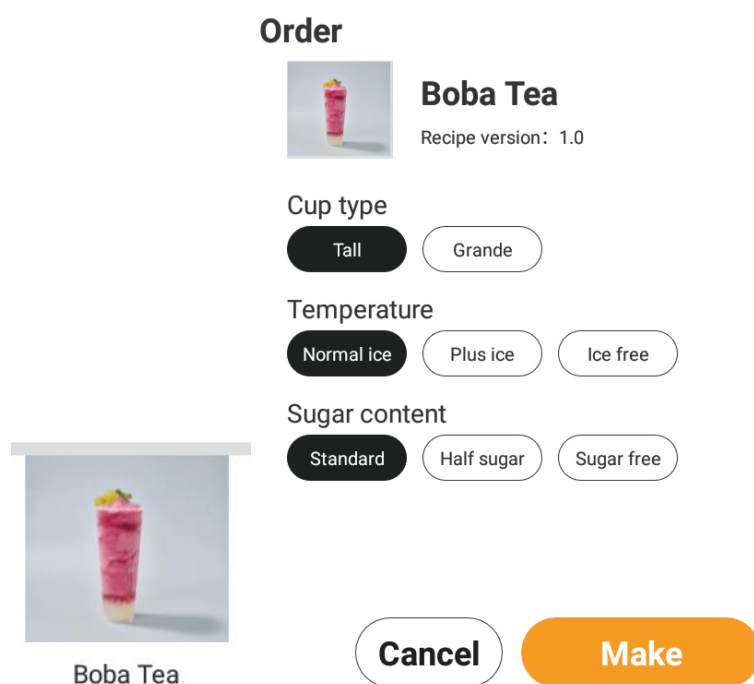 Order
Boba Tea
Recipe version：1.0
Cup type
Tall Grande
Temperature
Normal ice Plus ice Ice free
Sugar content
Standard Half sugar Sugar free
Boba Tea
Cancel Make